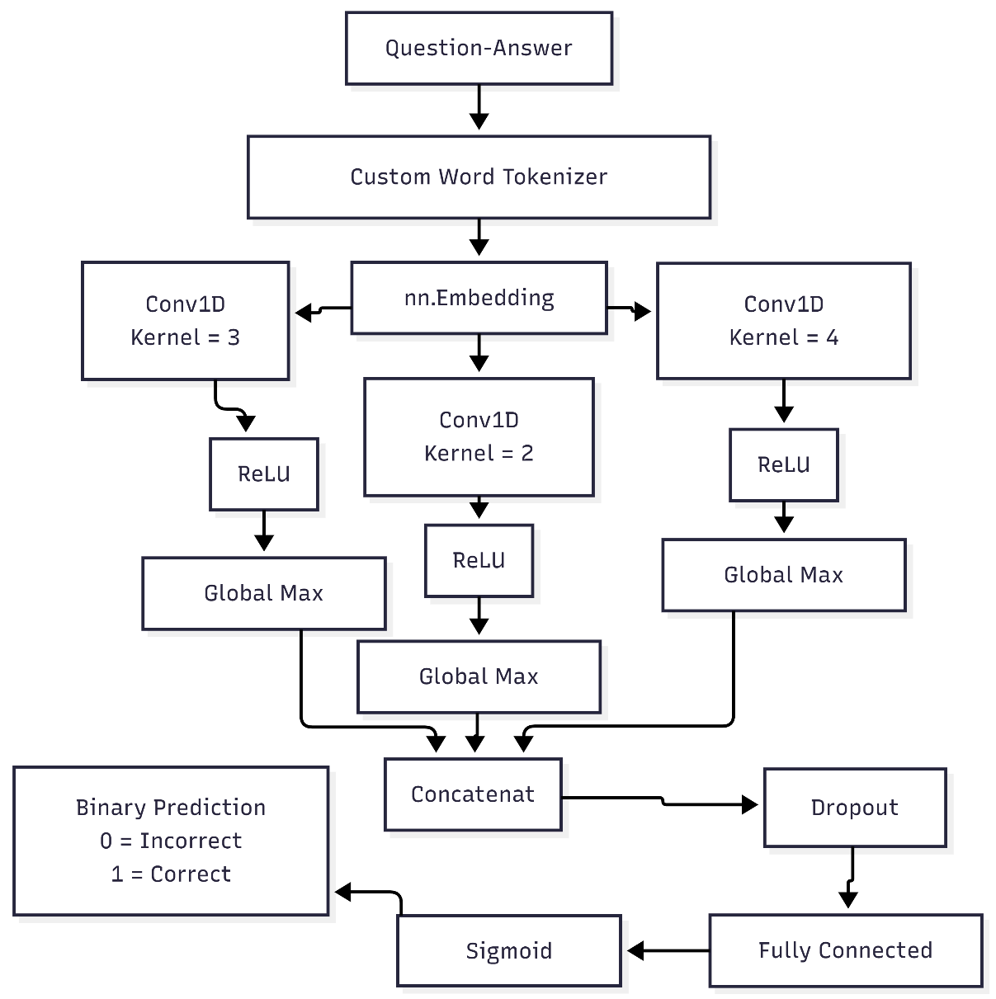 Question-Answer
Custom Word Tokenizer
nn.Embedding
Conv1D
Kernel = 3
Conv1D
Kernel = 4
Conv1D
Kernel = 2
ReLU
ReLU
ReLU
Global Max
Global Max
Global Max
Concatenat
Dropout
Binary Prediction
0 = Incorrect
1 = Correct
Sigmoid
Fully Connected